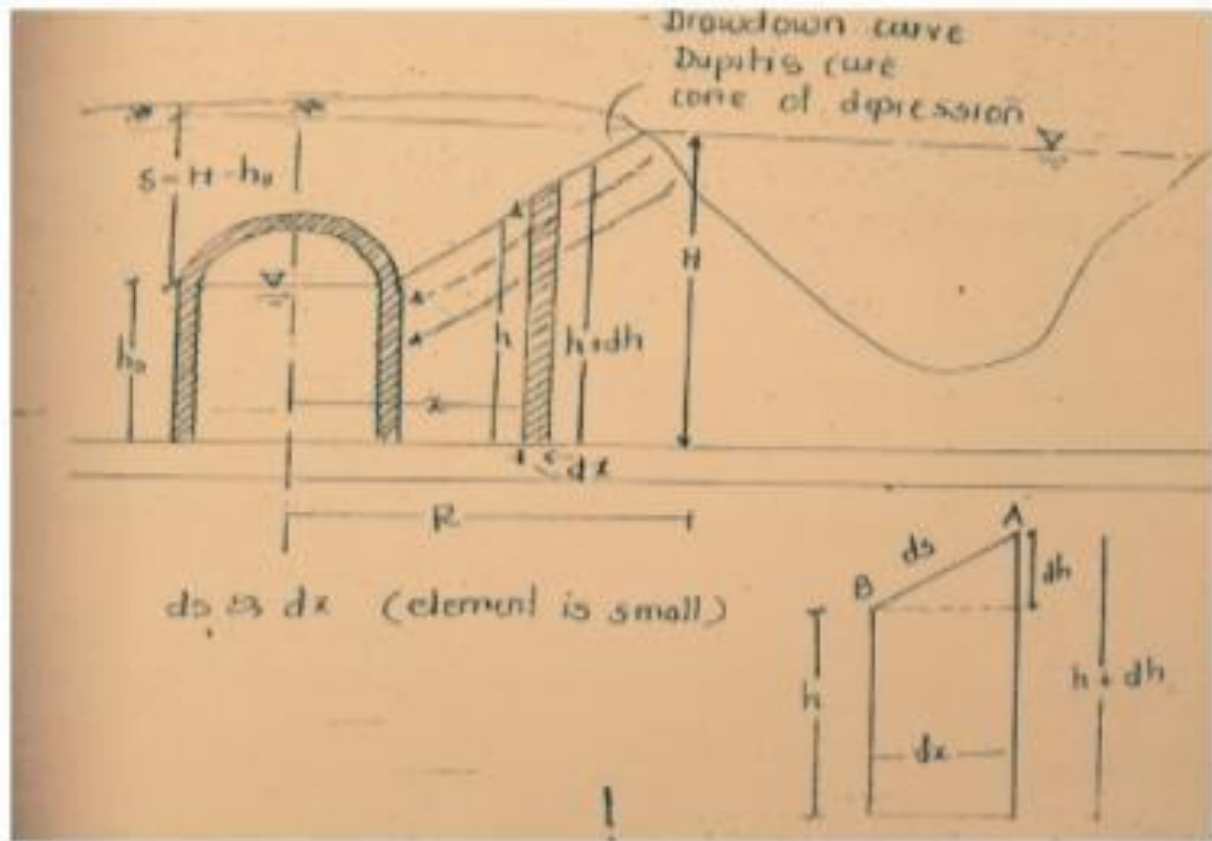 Drawdown curve
Dupitis cure
cone of depression
S = H - h₀
H
h₀
h
h+dh
x
dx
R
A
ds
dh
B
ds ≈ dx (element is small)
h
h + dh
dx